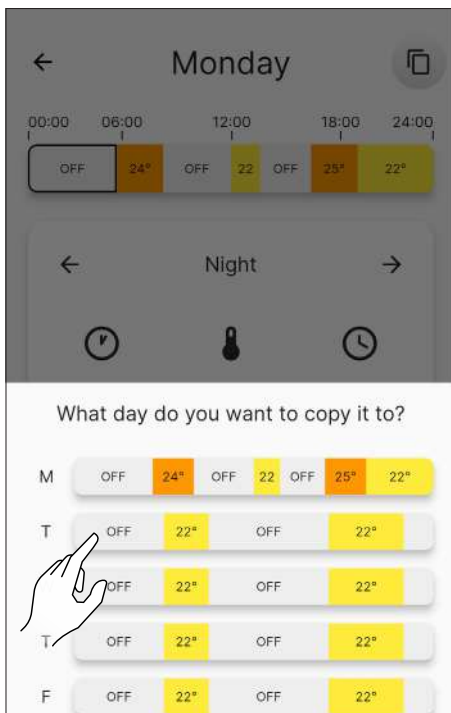 Monday
00:00 06:00 12:00 18:00 24:00
OFF 24° OFF 22 OFF 25° 22°
Night
What day do you want to copy it to?
M OFF 24° OFF 22 OFF 25° 22°
T OFF 22° OFF 22°
OFF 22° OFF 22°
T OFF 22° OFF 22°
F OFF 22° OFF 22°